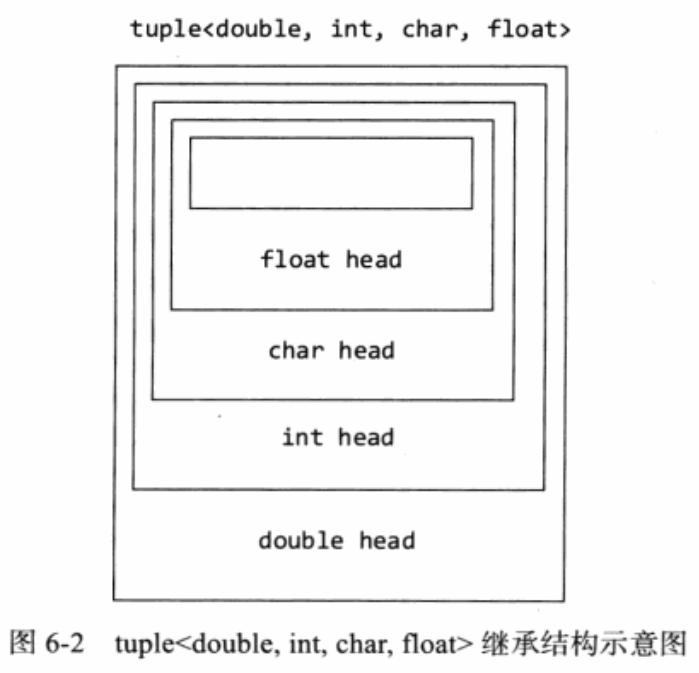 tuple<double, int, char, float>
float head
char head
int head
double head
图 6-2 tuple<double, int, char, float> 继承结构示意图